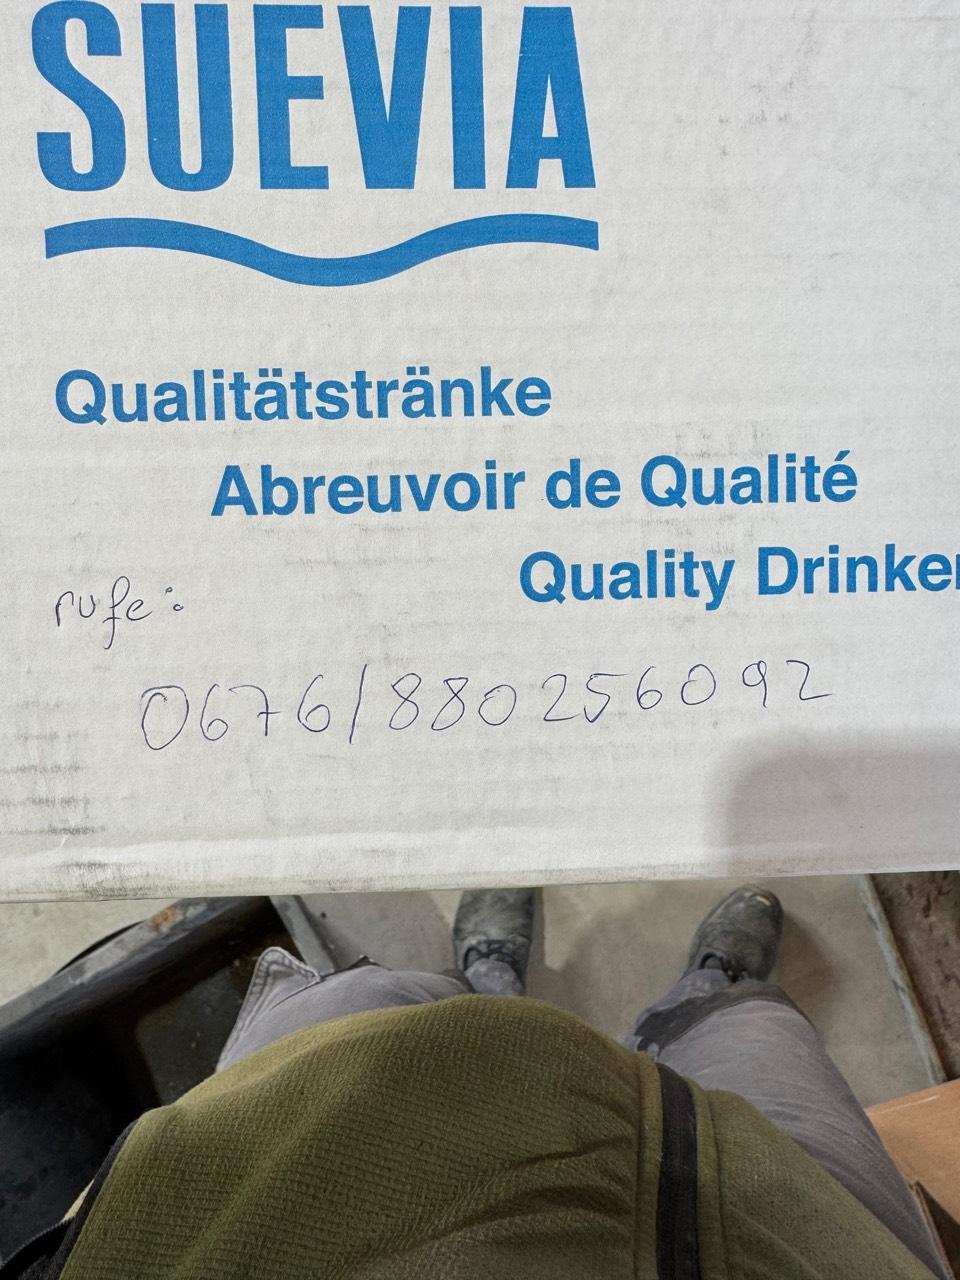 SUEVIA
Qualitätstränke
Abreuvoir de Qualité
Quality Drinker
rufe:
0676/880256092